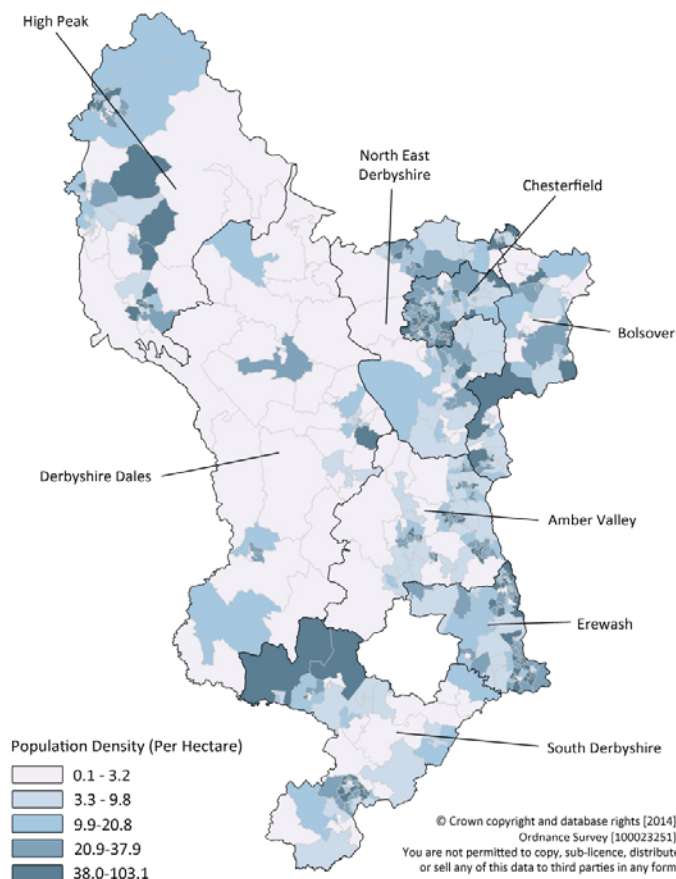 High Peak
North East
Derbyshire
Chesterfield
Bolsover
Derbyshire Dales
Amber Valley
Erewash
South Derbyshire
Population Density (Per Hectare)
0.1 - 3.2
3.3 - 9.8
9.9-20.8
20.9-37.9
38.0-103.1
© Crown copyright and database rights [2014]
Ordnance Survey [100023251]
You are not permitted to copy, sub-licence, distribute
or sell any of this data to third parties in any form